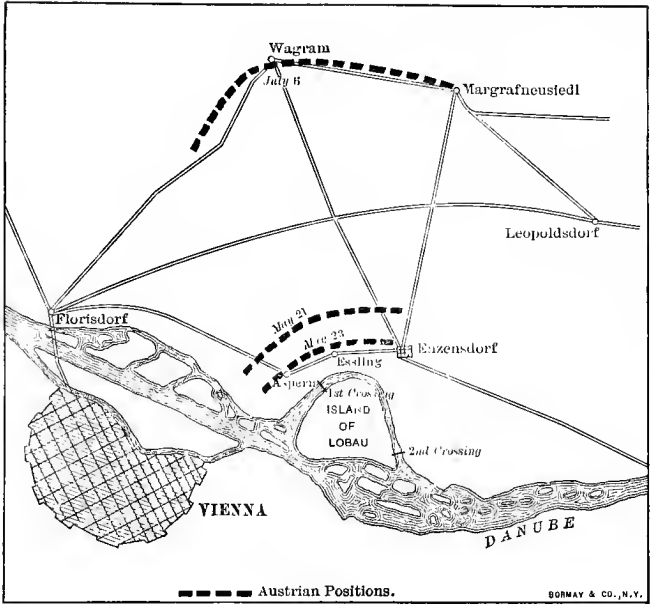 Wagram
July 6
Margrafneusiedl
Leopoldsdorf
Florisdorf
May 21
May 23
Enzensdorf
Essling
Aspern
1st Crossing
ISLAND
OF
LOBAU
2nd Crossing
VIENNA
DANUBE
Austrian Positions.
BORMAY & CO., N.Y.